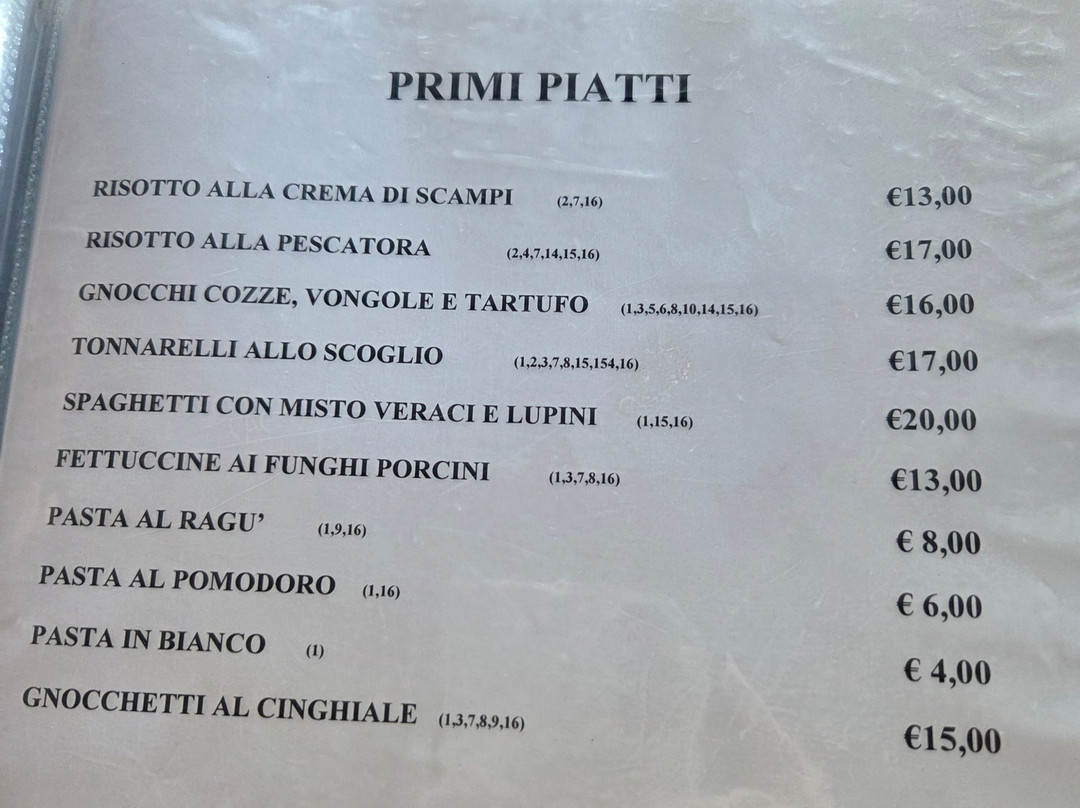 PRIMI PIATTI
RISOTTO ALLA CREMA DI SCAMPI (2,7,16) €13,00
RISOTTO ALLA PESCATORA (2,4,7,14,15,16) €17,00
GNOCCHI COZZE, VONGOLE E TARTUFO (1,3,5,6,8,10,14,15,16) €16,00
TONNARELLI ALLO SCOGLIO (1,2,3,7,8,15,154,16) €17,00
SPAGHETTI CON MISTO VERACI E LUPINI (1,15,16) €20,00
FETTUCCINE AI FUNGHI PORCINI (1,3,7,8,16) €13,00
PASTA AL RAGU’ (1,9,16) € 8,00
PASTA AL POMODORO (1,16) € 6,00
PASTA IN BIANCO (1) € 4,00
GNOCCHETTI AL CINGHIALE (1,3,7,8,9,16) €15,00